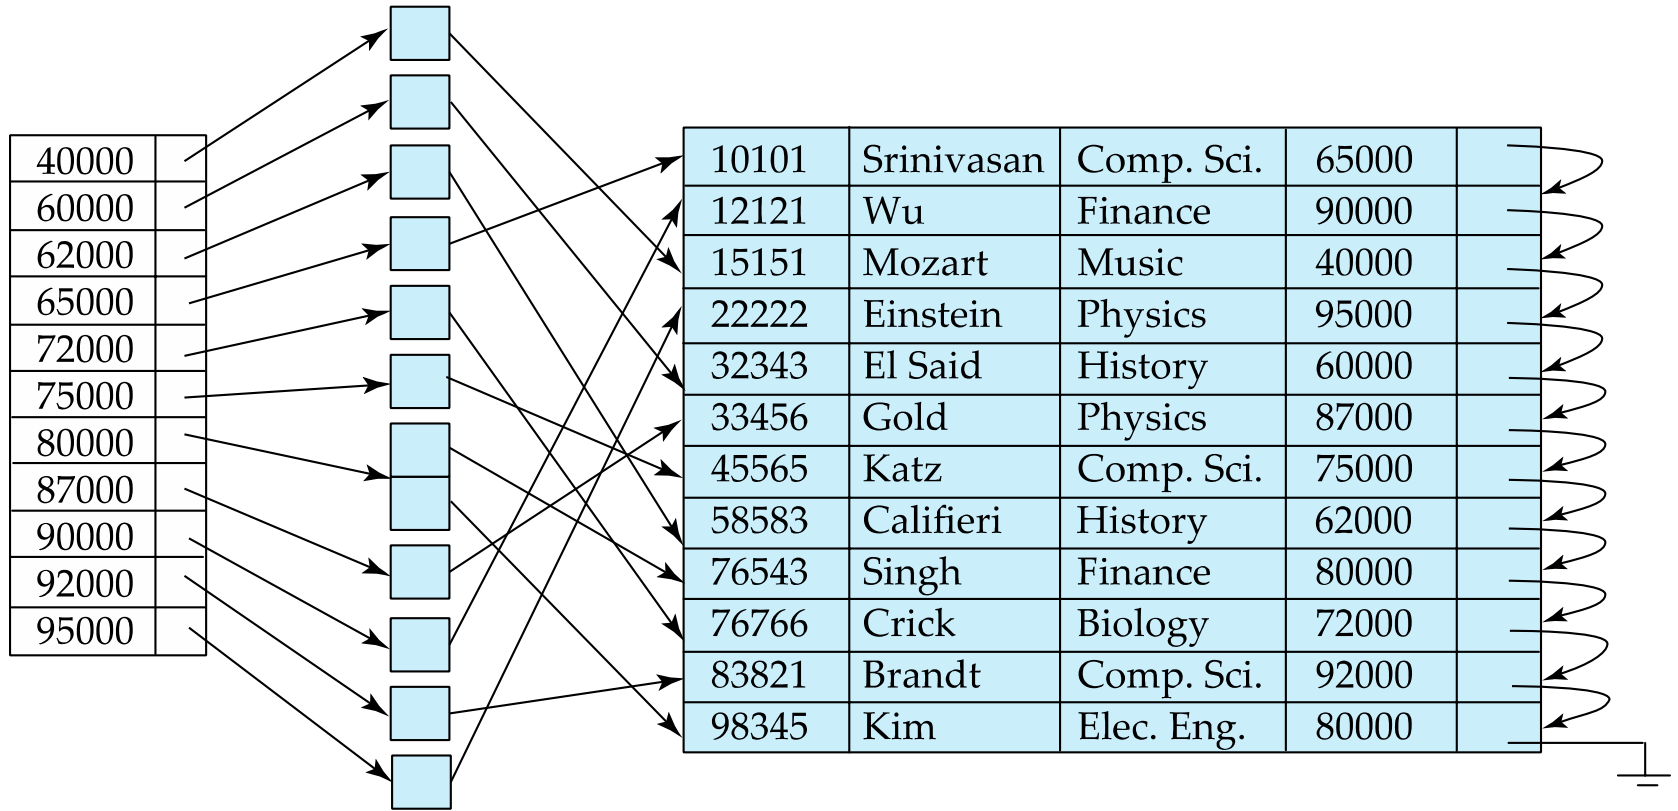 40000
60000
62000
65000
72000
75000
80000
87000
90000
92000
95000
10101 Srinivasan Comp. Sci. 65000
12121 Wu Finance 90000
15151 Mozart Music 40000
22222 Einstein Physics 95000
32343 El Said History 60000
33456 Gold Physics 87000
45565 Katz Comp. Sci. 75000
58583 Califieri History 62000
76543 Singh Finance 80000
76766 Crick Biology 72000
83821 Brandt Comp. Sci. 92000
98345 Kim Elec. Eng. 80000